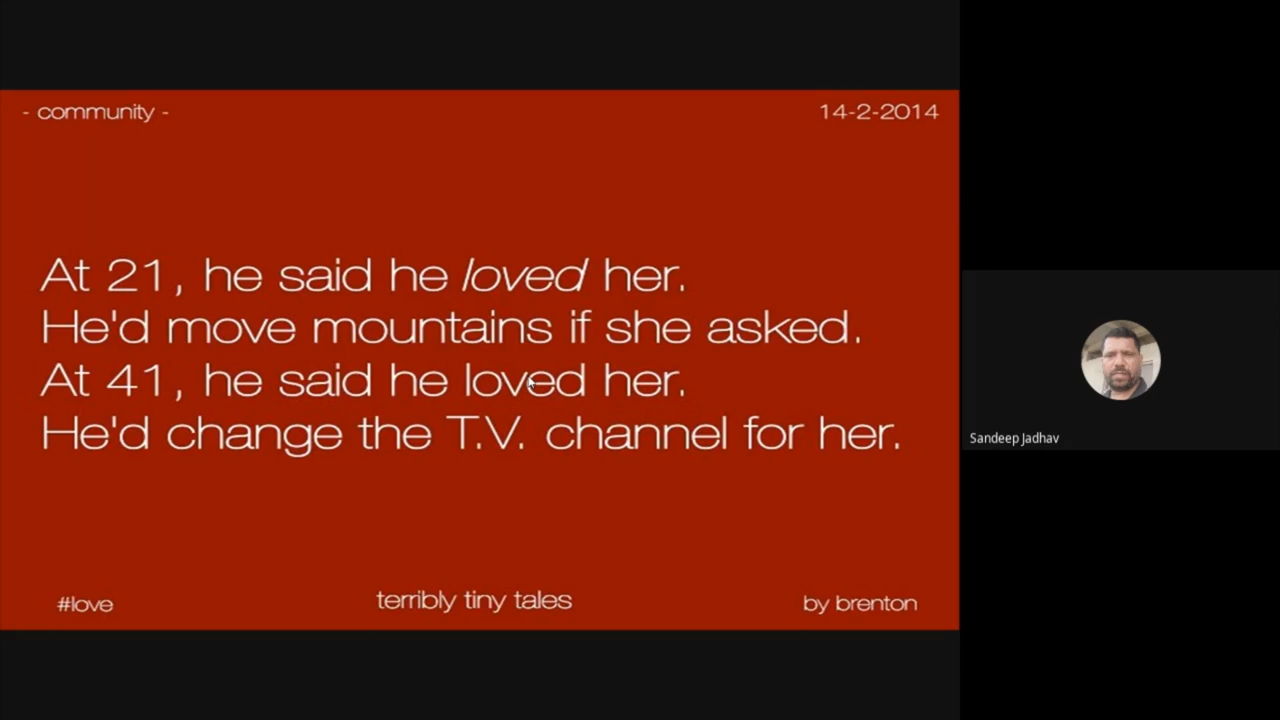 - community -
14-2-2014
At 21, he said he loved her.
He'd move mountains if she asked.
At 41, he said he loved her.
He'd change the T.V. channel for her.
#love
terribly tiny tales
by brenton
Sandeep Jadhav